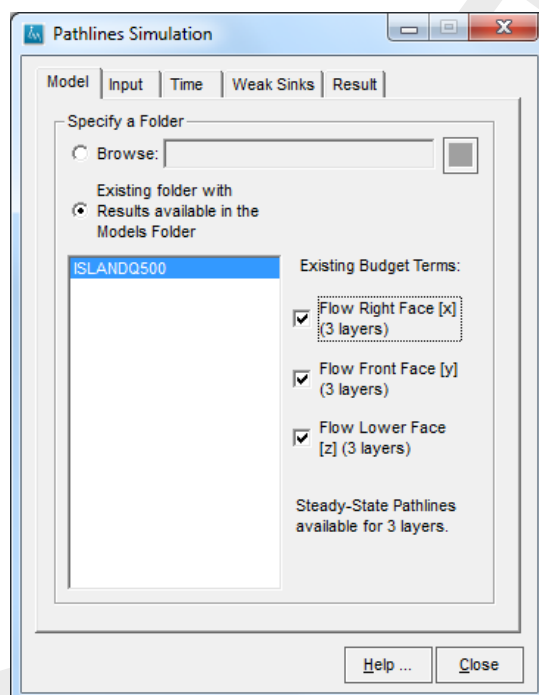 Pathlines Simulation
Model Input Time Weak Sinks Result
Specify a Folder
Browse:
Existing folder with
Results available in the
Models Folder
ISLANDQ500
Existing Budget Terms:
Flow Right Face [x]
(3 layers)
Flow Front Face [y]
(3 layers)
Flow Lower Face
[z] (3 layers)
Steady-State Pathlines
available for 3 layers.
Help ... Close